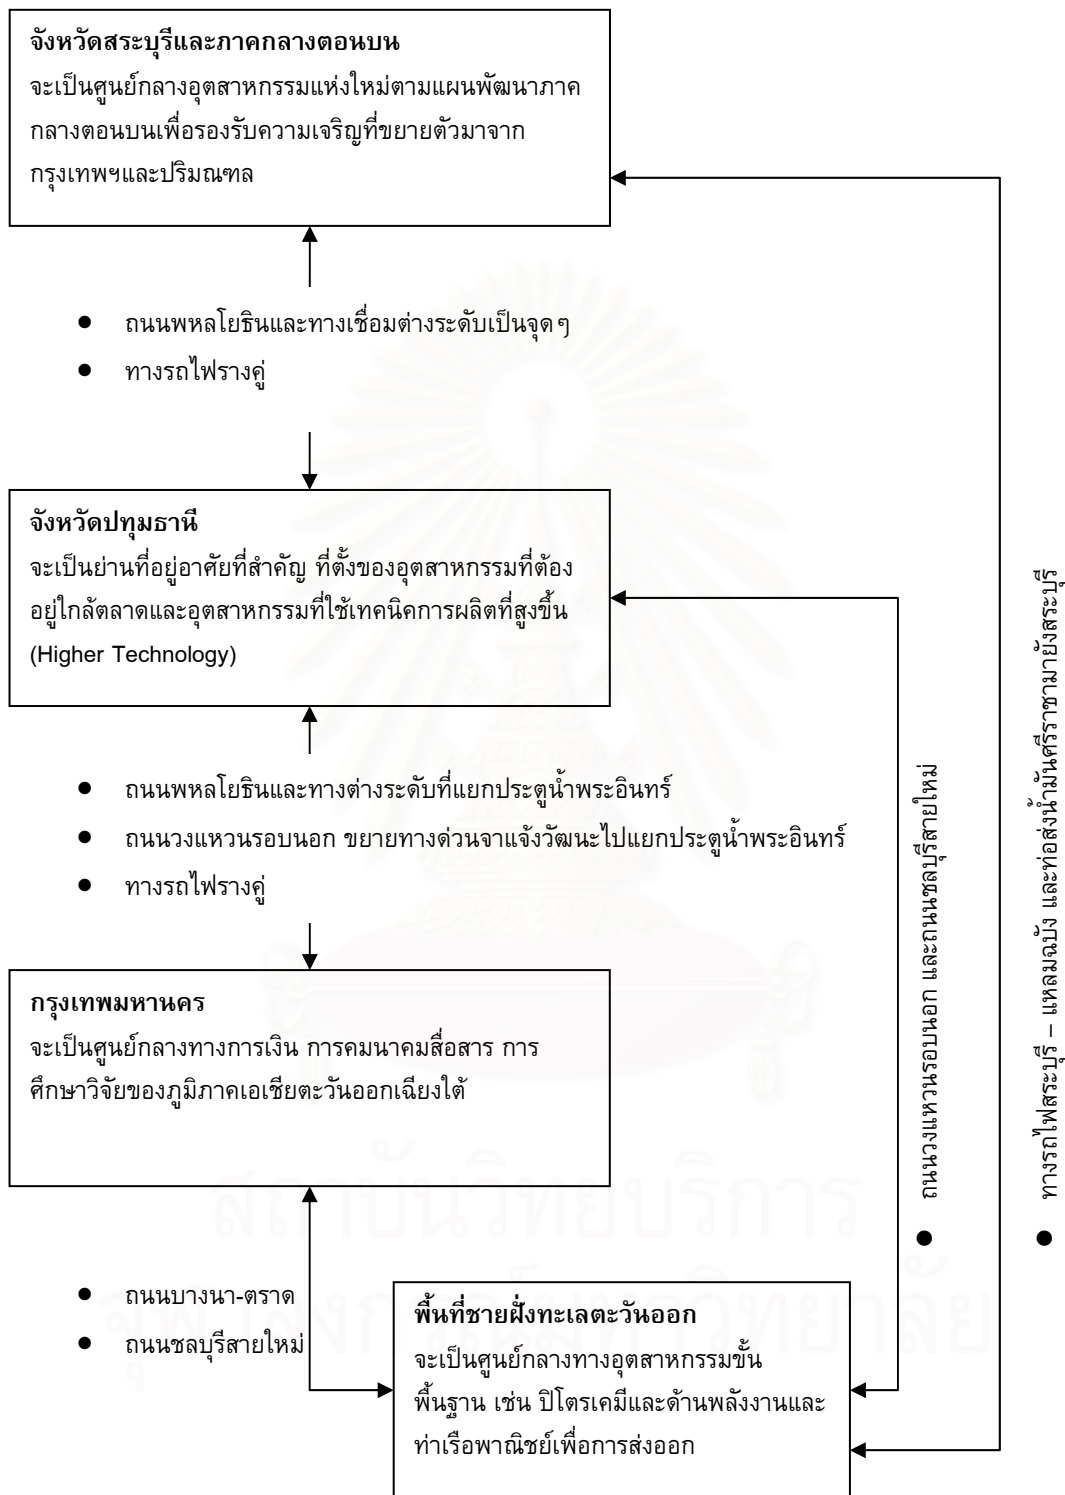 จังหวัดสระบุรีและภาคกลางตอนบน
จะเป็นศูนย์กลางอุตสาหกรรมแห่งใหม่ตามแผนพัฒนาภาค
กลางตอนบนเพื่อรองรับความเจริญที่ขยายตัวมาจาก
กรุงเทพฯและปริมณฑล
● ถนนพหลโยธินและทางเชื่อมต่างระดับเป็นจุดๆ
● ทางรถไฟรางคู่
จังหวัดปทุมธานี
จะเป็นย่านที่อยู่อาศัยที่สำคัญ ที่ตั้งของอุตสาหกรรมที่ต้อง
อยู่ใกล้ตลาดและอุตสาหกรรมที่ใช้เทคนิคการผลิตที่สูงขึ้น
(Higher Technology)
● ถนนพหลโยธินและทางต่างระดับที่แยกประตูน้ำพระอินทร์
● ถนนวงแหวนรอบนอก ขยายทางด่วนจาแจ้งวัฒนะไปแยกประตูน้ำพระอินทร์
● ทางรถไฟรางคู่
กรุงเทพมหานคร
จะเป็นศูนย์กลางทางการเงิน การคมนาคมสื่อสาร การ
ศึกษาวิจัยของภูมิภาคเอเชียตะวันออกเฉียงใต้
● ถนนบางนา-ตราด
● ถนนชลบุรีสายใหม่
พื้นที่ชายฝั่งทะเลตะวันออก
จะเป็นศูนย์กลางทางอุตสาหกรรมขั้น
พื้นฐาน เช่น ปิโตรเคมีและด้านพลังงานและ
ท่าเรือพาณิชย์เพื่อการส่งออก
● ถนนวงแหวนรอบนอก และถนนชลบุรีสายใหม่
● ทางรถไฟสระบุรี – แหลมฉบัง และท่อส่งน้ำมันศรีราชามายังสระบุรี
สถาบันวิทยบริการ
จุฬาลงกรณ์มหาวิทยาลัย